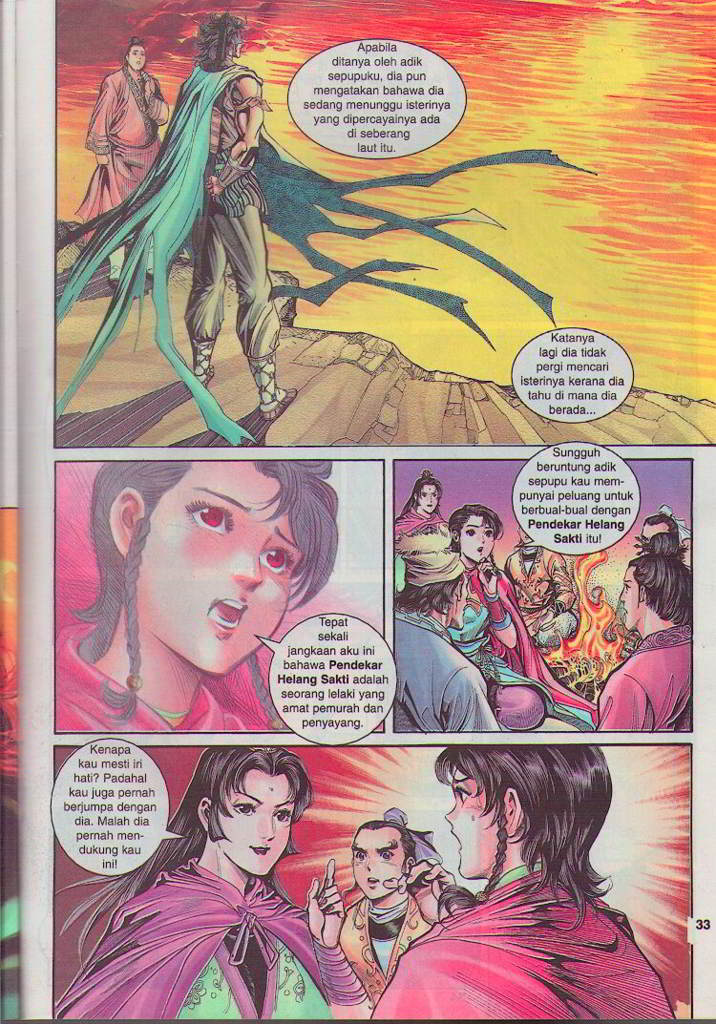 Apabila
ditanya oleh adik
sepupuku, dia pun
mengatakan bahawa dia
sedang menunggu isterinya
yang dipercayainya ada
di seberang
laut itu.
Katanya
lagi dia tidak
pergi mencari
isterinya kerana dia
tahu di mana dia
berada...
Tepat
sekali
jangkaan aku ini
bahawa Pendekar
Helang Sakti adalah
seorang lelaki yang
amat pemurah dan
penyayang.
Sungguh
beruntung adik
sepupu kau mem-
punyai peluang untuk
berbual-bual dengan
Pendekar Helang
Sakti itu!
Kenapa
kau mesti iri
hati? Padahal
kau juga pernah
berjumpa dengan
dia. Malah dia
pernah men-
dukung kau
ini!
33